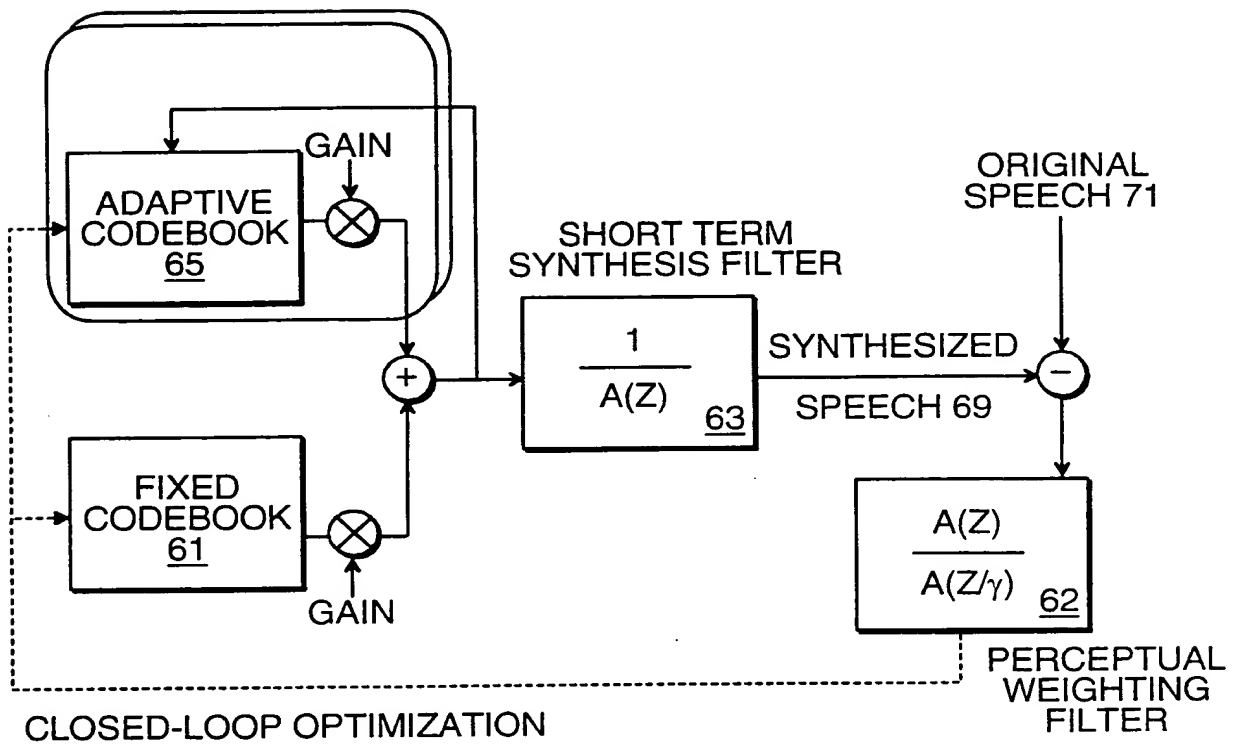 GAIN
ADAPTIVE
CODEBOOK
65
ORIGINAL
SPEECH 71
SHORT TERM
SYNTHESIS FILTER
+
1
A(Z)
63
SYNTHESIZED
SPEECH 69
−
FIXED
CODEBOOK
61
GAIN
A(Z)
A(Z/γ)
62
PERCEPTUAL
WEIGHTING
FILTER
CLOSED-LOOP OPTIMIZATION